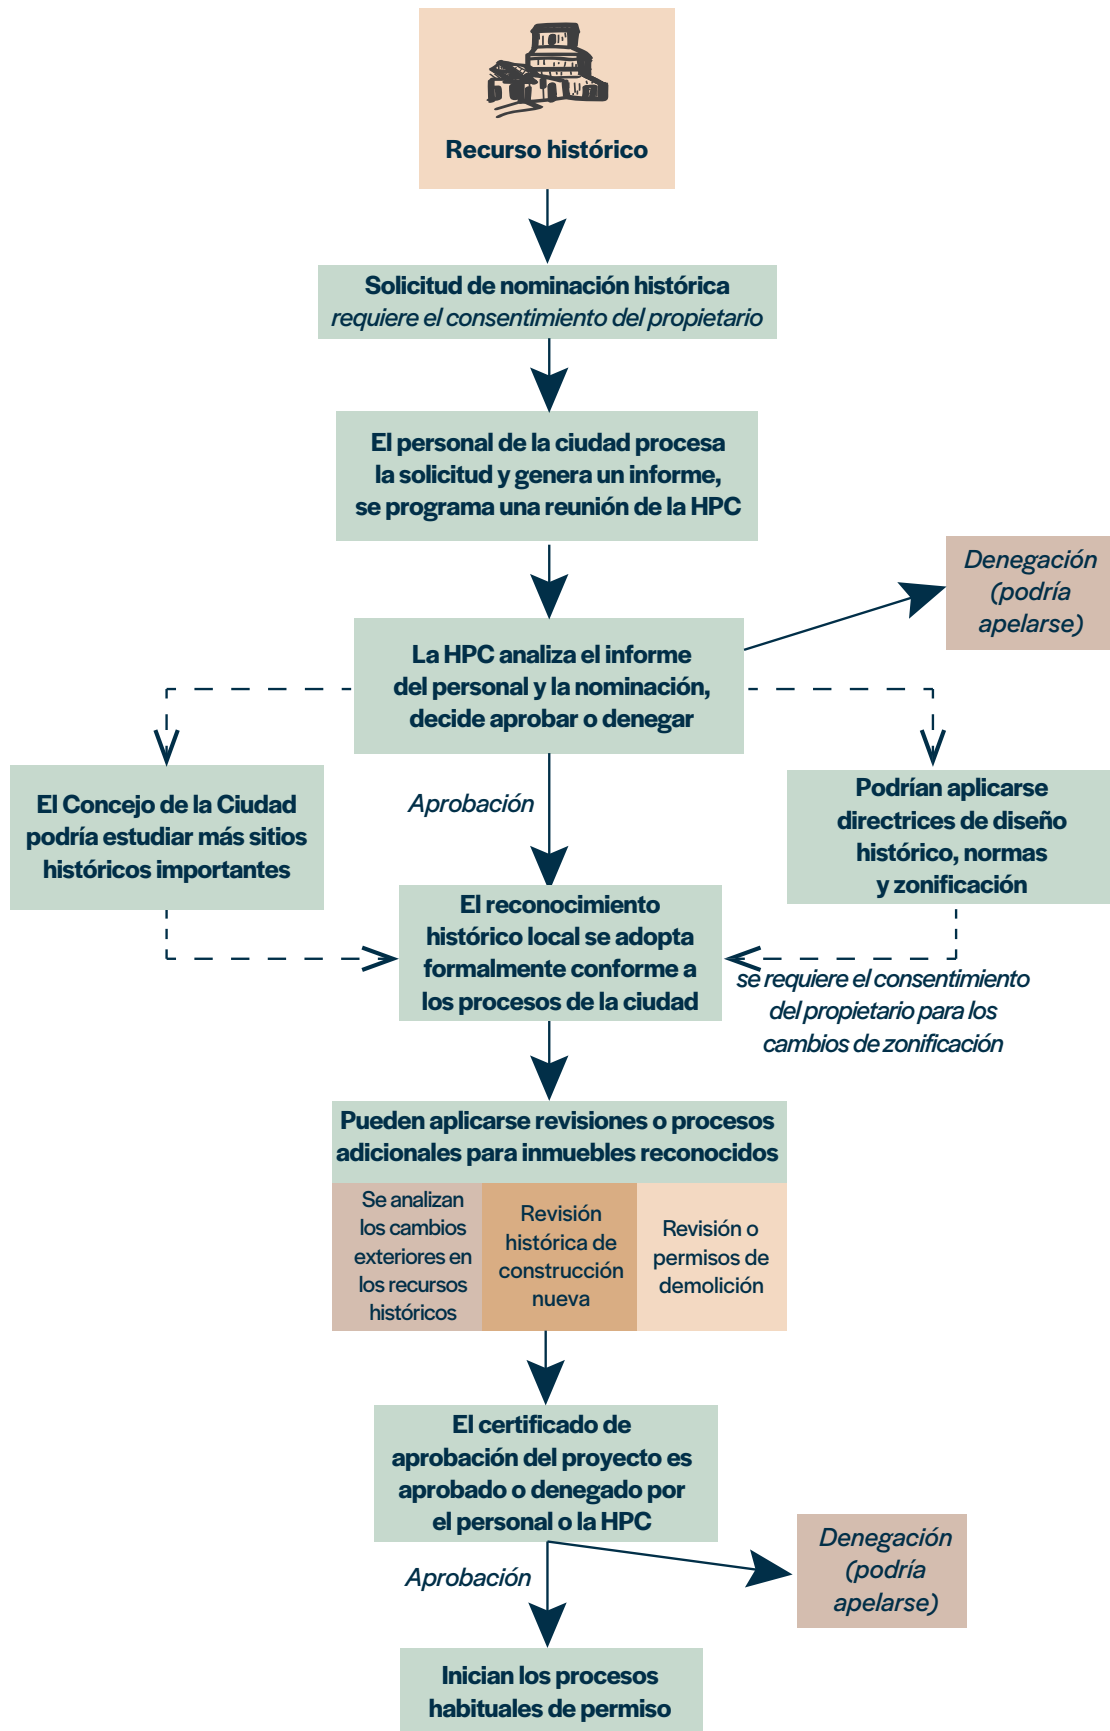 Recurso histórico
Solicitud de nominación histórica
requiere el consentimiento del propietario
El personal de la ciudad procesa
la solicitud y genera un informe,
se programa una reunión de la HPC
Denegación
(podría
apelarse)
La HPC analiza el informe
del personal y la nominación,
decide aprobar o denegar
El Concejo de la Ciudad
podría estudiar más sitios
históricos importantes
Aprobación
Podrían aplicarse
directrices de diseño
histórico, normas
y zonificación
El reconocimiento
histórico local se adopta
formalmente conforme a
los procesos de la ciudad
se requiere el consentimiento
del propietario para los
cambios de zonificación
Pueden aplicarse revisiones o procesos
adicionales para inmuebles reconocidos
Se analizan
los cambios
exteriores en
los recursos
históricos
Revisión
histórica de
construcción
nueva
Revisión o
permisos de
demolición
El certificado de
aprobación del proyecto es
aprobado o denegado por
el personal o la HPC
Denegación
(podría
apelarse)
Aprobación
Inician los procesos
habituales de permiso